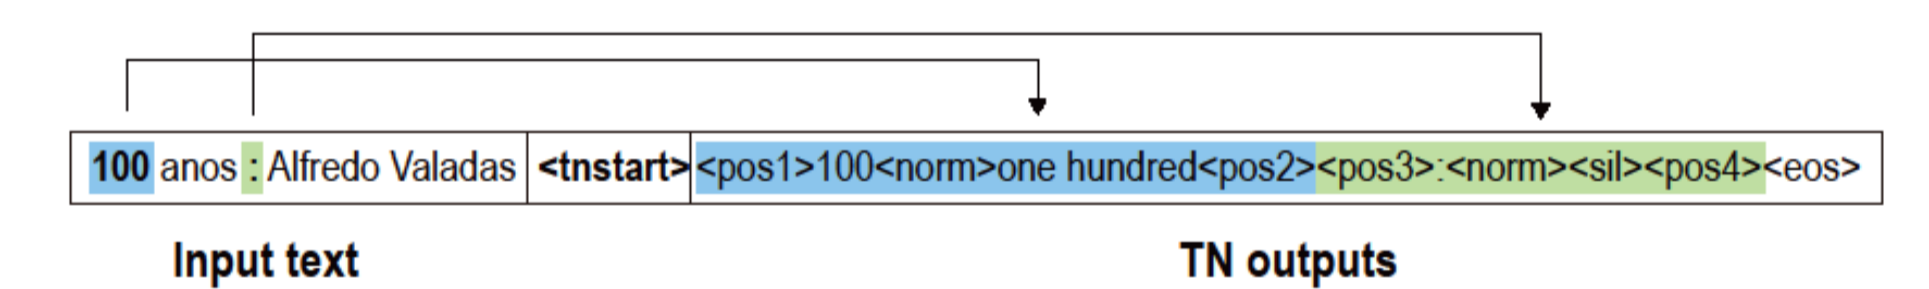 100 anos : Alfredo Valadas <tnstart> <pos1>100<norm>one hundred<pos2><pos3>:<norm><sil><pos4><eos>
Input text TN outputs